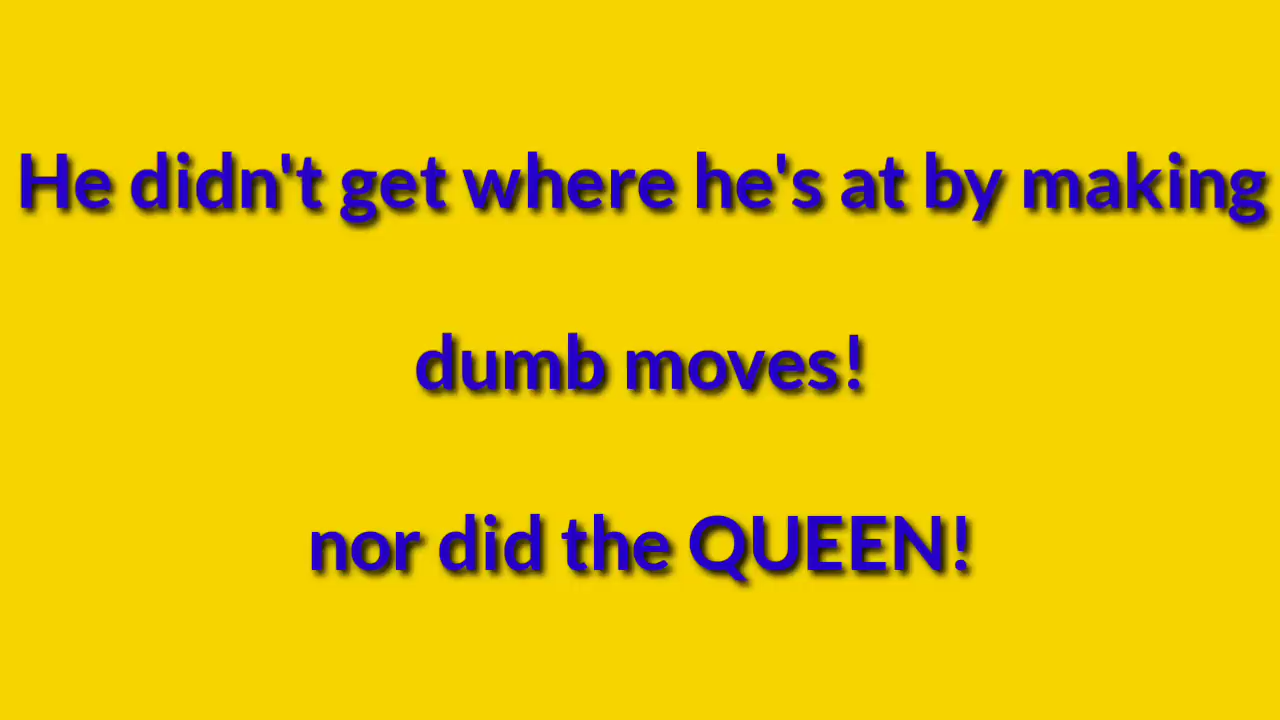 He didn't get where he's at by making
dumb moves!
nor did the QUEEN!